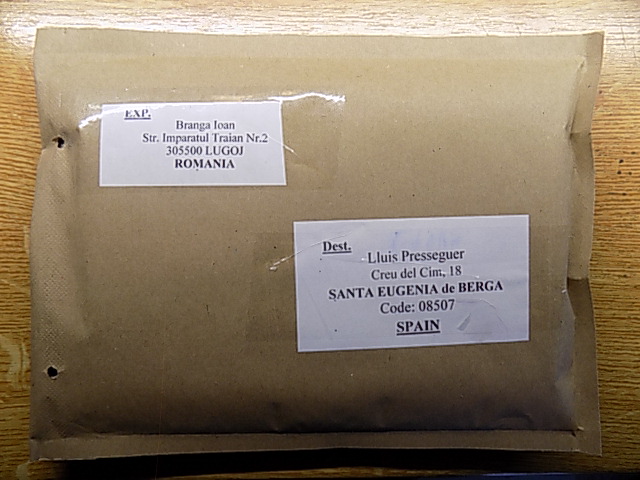 EXP.
Branga Ioan
Str. Imparatul Traian Nr.2
305500 LUGOJ
ROMANIA
Dest.
Lluis Presseguer
Creu del Cim, 18
SANTA EUGENIA de BERGA
Code: 08507
SPAIN